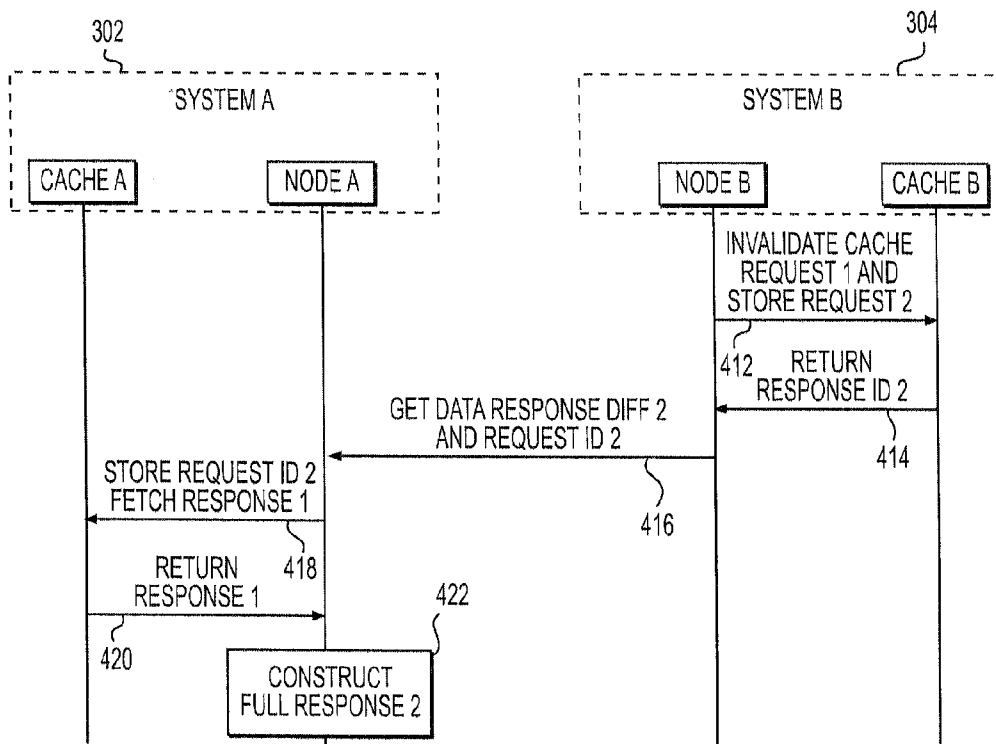 302
304
SYSTEM A
SYSTEM B
CACHE A
NODE A
NODE B
CACHE B
INVALIDATE CACHE
REQUEST 1 AND
STORE REQUEST 2
412
RETURN
RESPONSE ID 2
414
GET DATA RESPONSE DIFF 2
AND REQUEST ID 2
416
STORE REQUEST ID 2
FETCH RESPONSE 1
418
RETURN
RESPONSE 1
420
422
CONSTRUCT
FULL RESPONSE 2